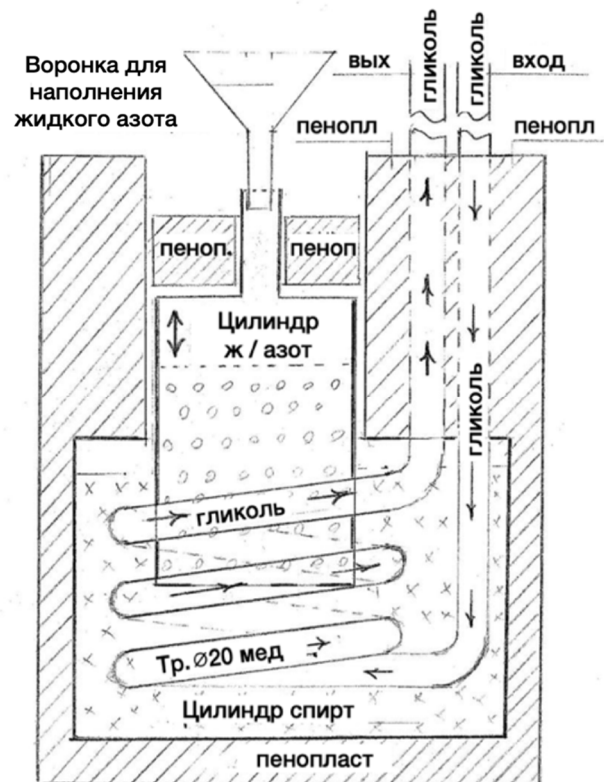 Воронка для
наполнения
жидкого азота
вых
гликоль
гликоль
вход
пенопл
пенопл
пеноп.
пеноп
Цилиндр
ж / азот
гликоль
гликоль
Тр. ⌀20 мед
Цилиндр спирт
пенопласт